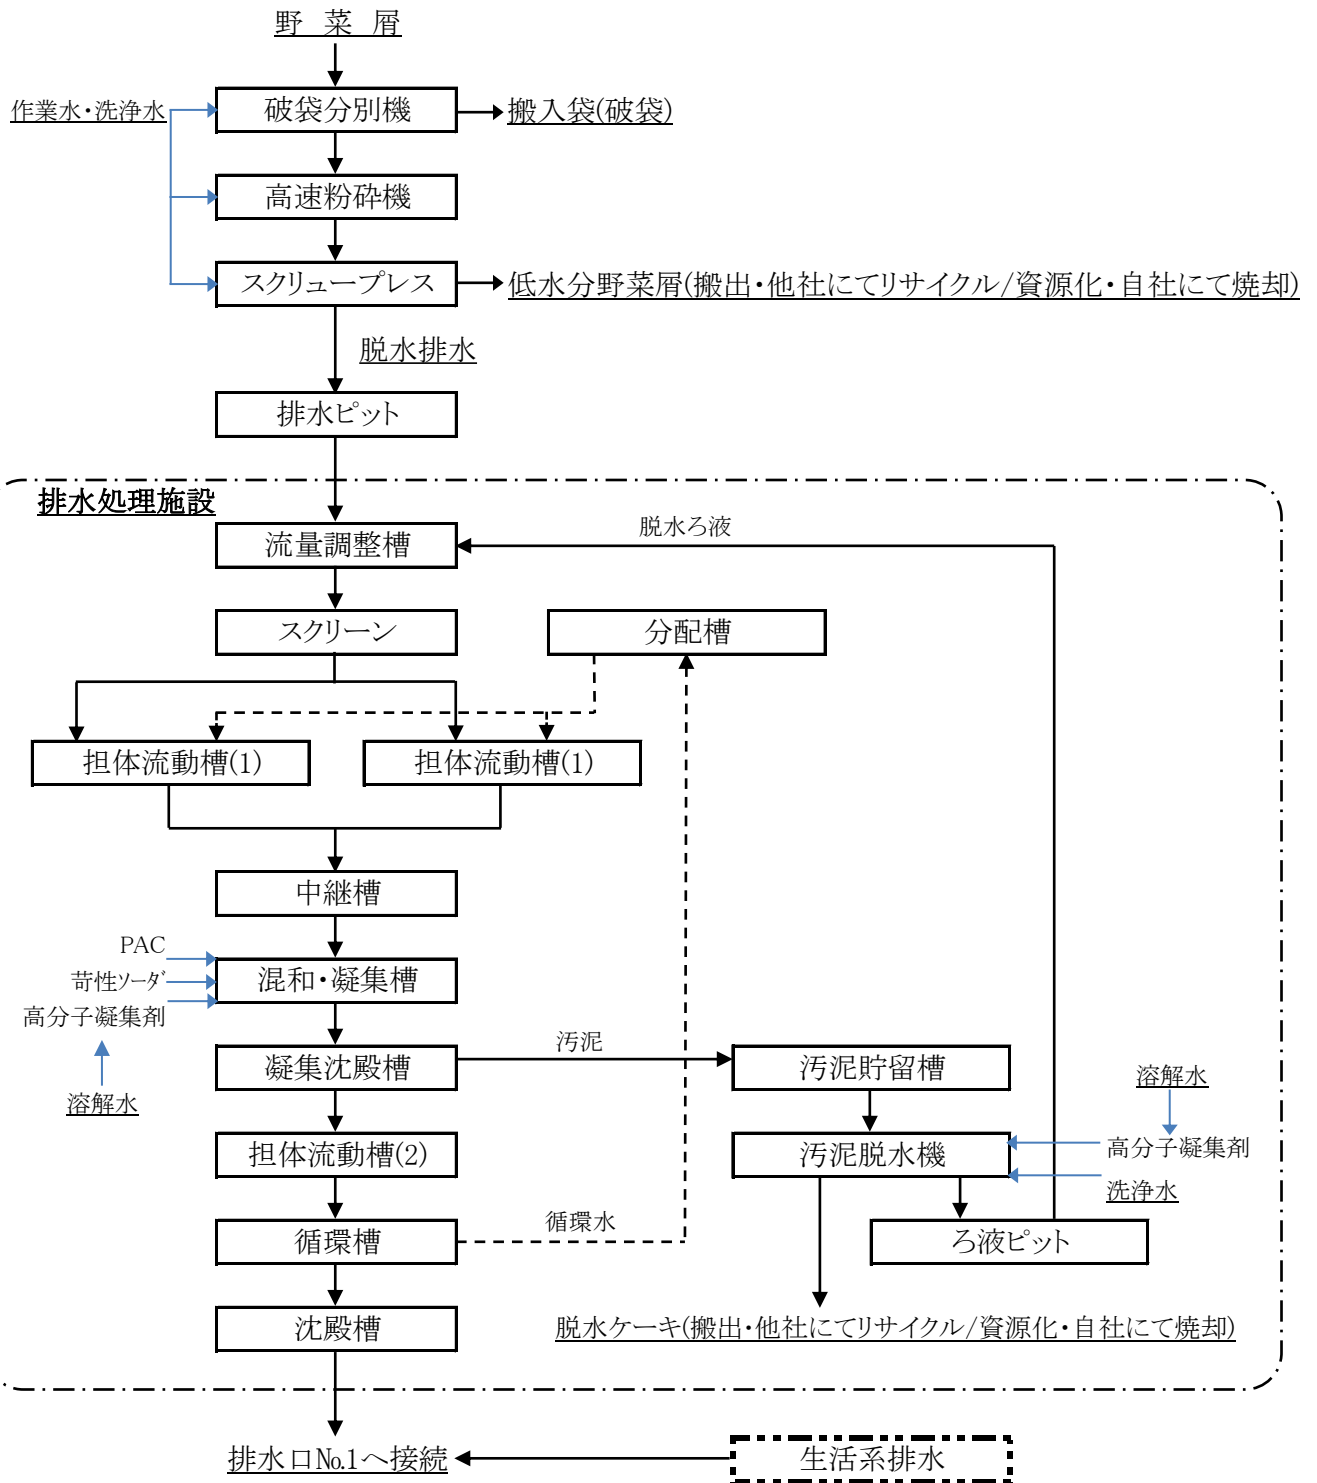 野 菜 屑
作業水・洗浄水
破袋分別機
搬入袋(破袋)
高速粉砕機
スクリュープレス
低水分野菜屑(搬出・他社にてリサイクル/資源化・自社にて焼却)
脱水排水
排水ピット
排水処理施設
流量調整槽
脱水ろ液
スクリーン
分配槽
担体流動槽(1)
担体流動槽(1)
中継槽
PAC
苛性ソーダ
高分子凝集剤
混和・凝集槽
溶解水
凝集沈殿槽
汚泥
汚泥貯留槽
溶解水
担体流動槽(2)
汚泥脱水機
高分子凝集剤
洗浄水
循環槽
循環水
ろ液ピット
沈殿槽
脱水ケーキ(搬出・他社にてリサイクル/資源化・自社にて焼却)
排水口№1へ接続
生活系排水